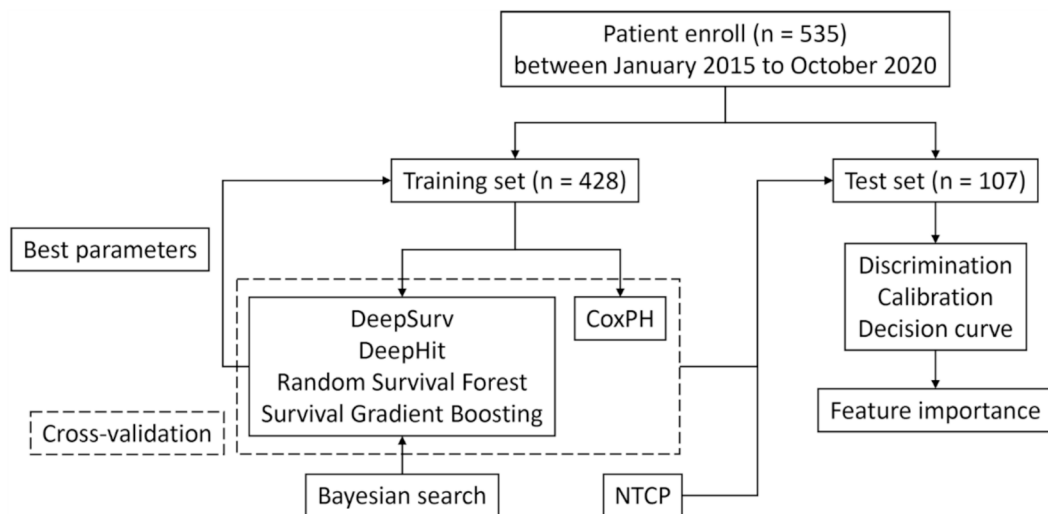 Patient enroll (n = 535)
between January 2015 to October 2020
Training set (n = 428)
Test set (n = 107)
Best parameters
Discrimination
Calibration
Decision curve
DeepSurv
DeepHit
Random Survival Forest
Survival Gradient Boosting
CoxPH
Feature importance
Cross-validation
Bayesian search
NTCP